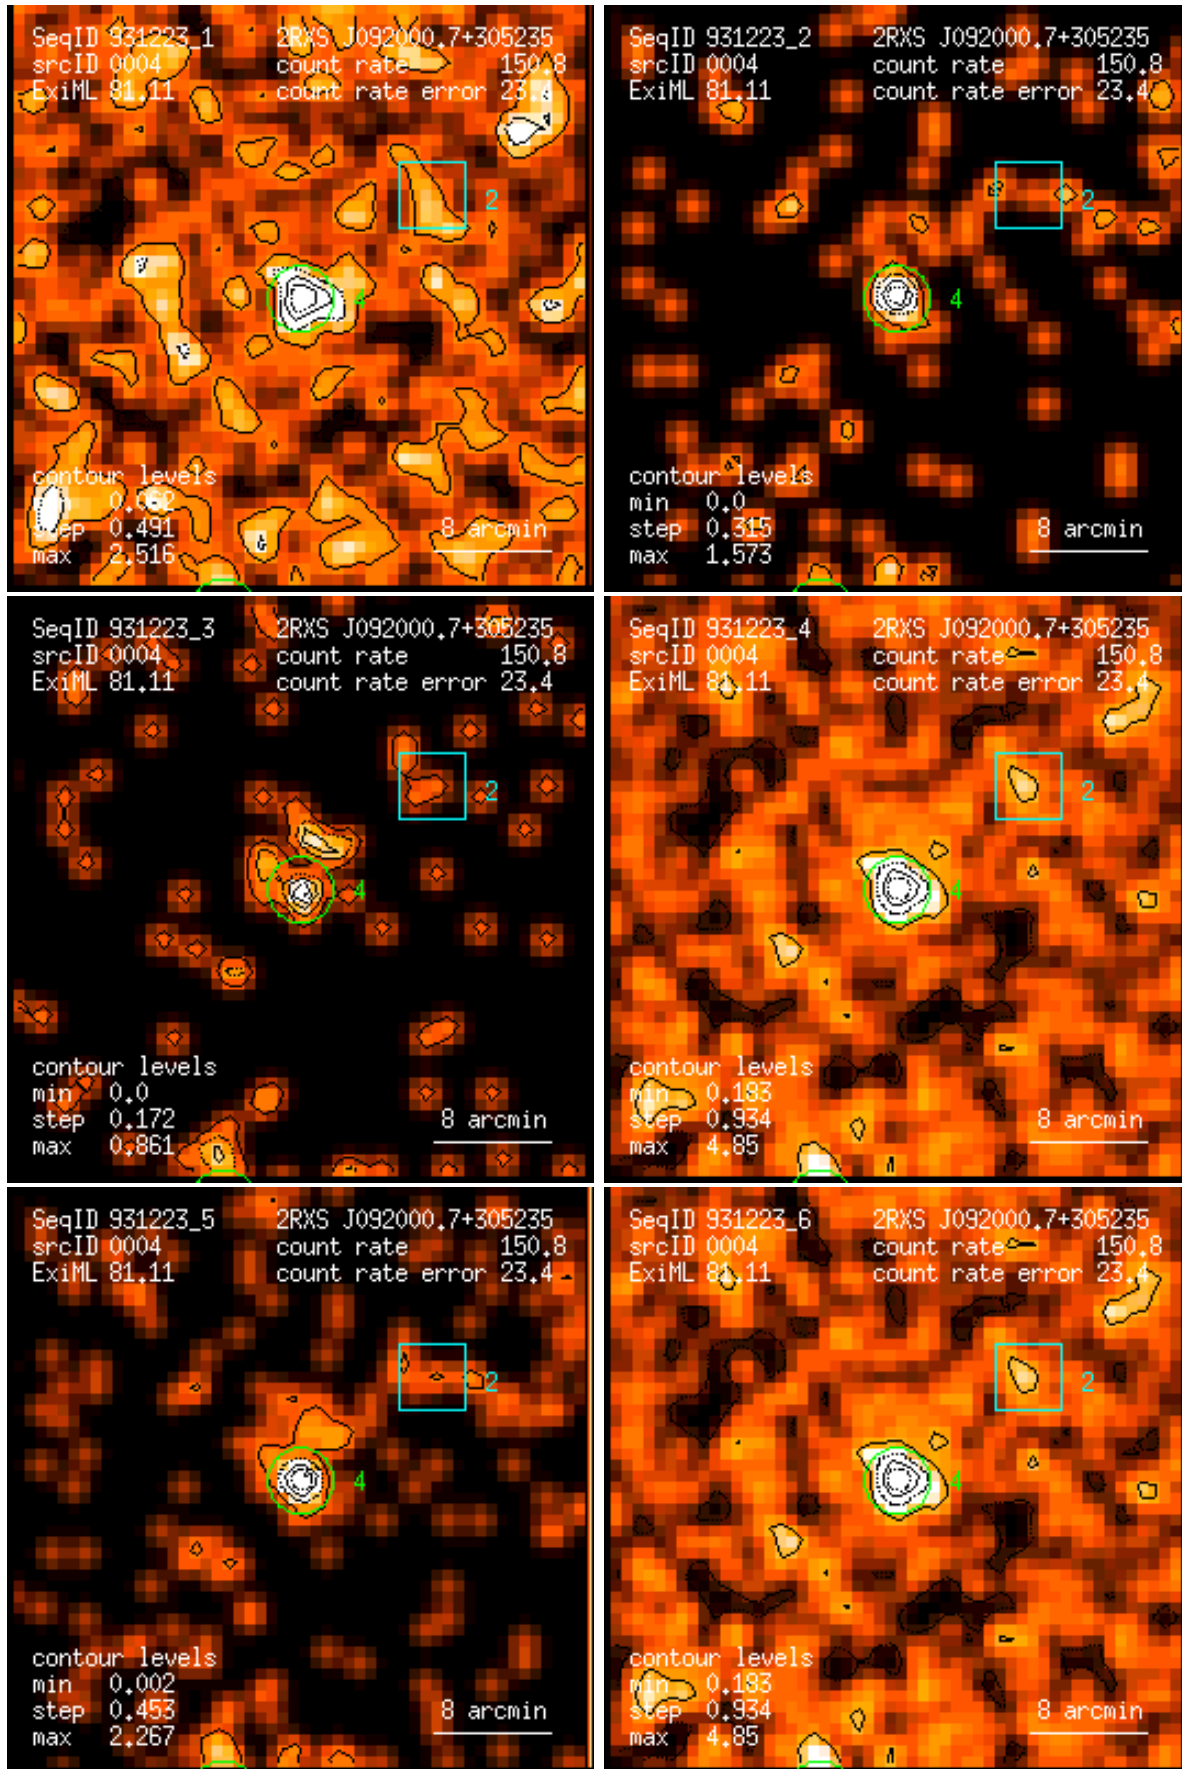 SeqID 931223_1 2RXS J092000.7+305235
srcID 0004 count rate 150.8
ExiML 81.11 count rate error 23.4
2
4
contour levels
min 0.062
step 0.491 8 arcmin
max 2.516
SeqID 931223_2 2RXS J092000.7+305235
srcID 0004 count rate 150.8
ExiML 81.11 count rate error 23.4
2
4
contour levels
min 0.0
step 0.315 8 arcmin
max 1.573
SeqID 931223_3 2RXS J092000.7+305235
srcID 0004 count rate 150.8
ExiML 81.11 count rate error 23.4
2
4
contour levels
min 0.0
step 0.172 8 arcmin
max 0.861
SeqID 931223_4 2RXS J092000.7+305235
srcID 0004 count rate 150.8
ExiML 81.11 count rate error 23.4
2
4
contour levels
min 0.183
step 0.934 8 arcmin
max 4.85
SeqID 931223_5 2RXS J092000.7+305235
srcID 0004 count rate 150.8
ExiML 81.11 count rate error 23.4
2
4
contour levels
min 0.002
step 0.453 8 arcmin
max 2.267
SeqID 931223_6 2RXS J092000.7+305235
srcID 0004 count rate 150.8
ExiML 81.11 count rate error 23.4
2
4
contour levels
min 0.183
step 0.934 8 arcmin
max 4.85